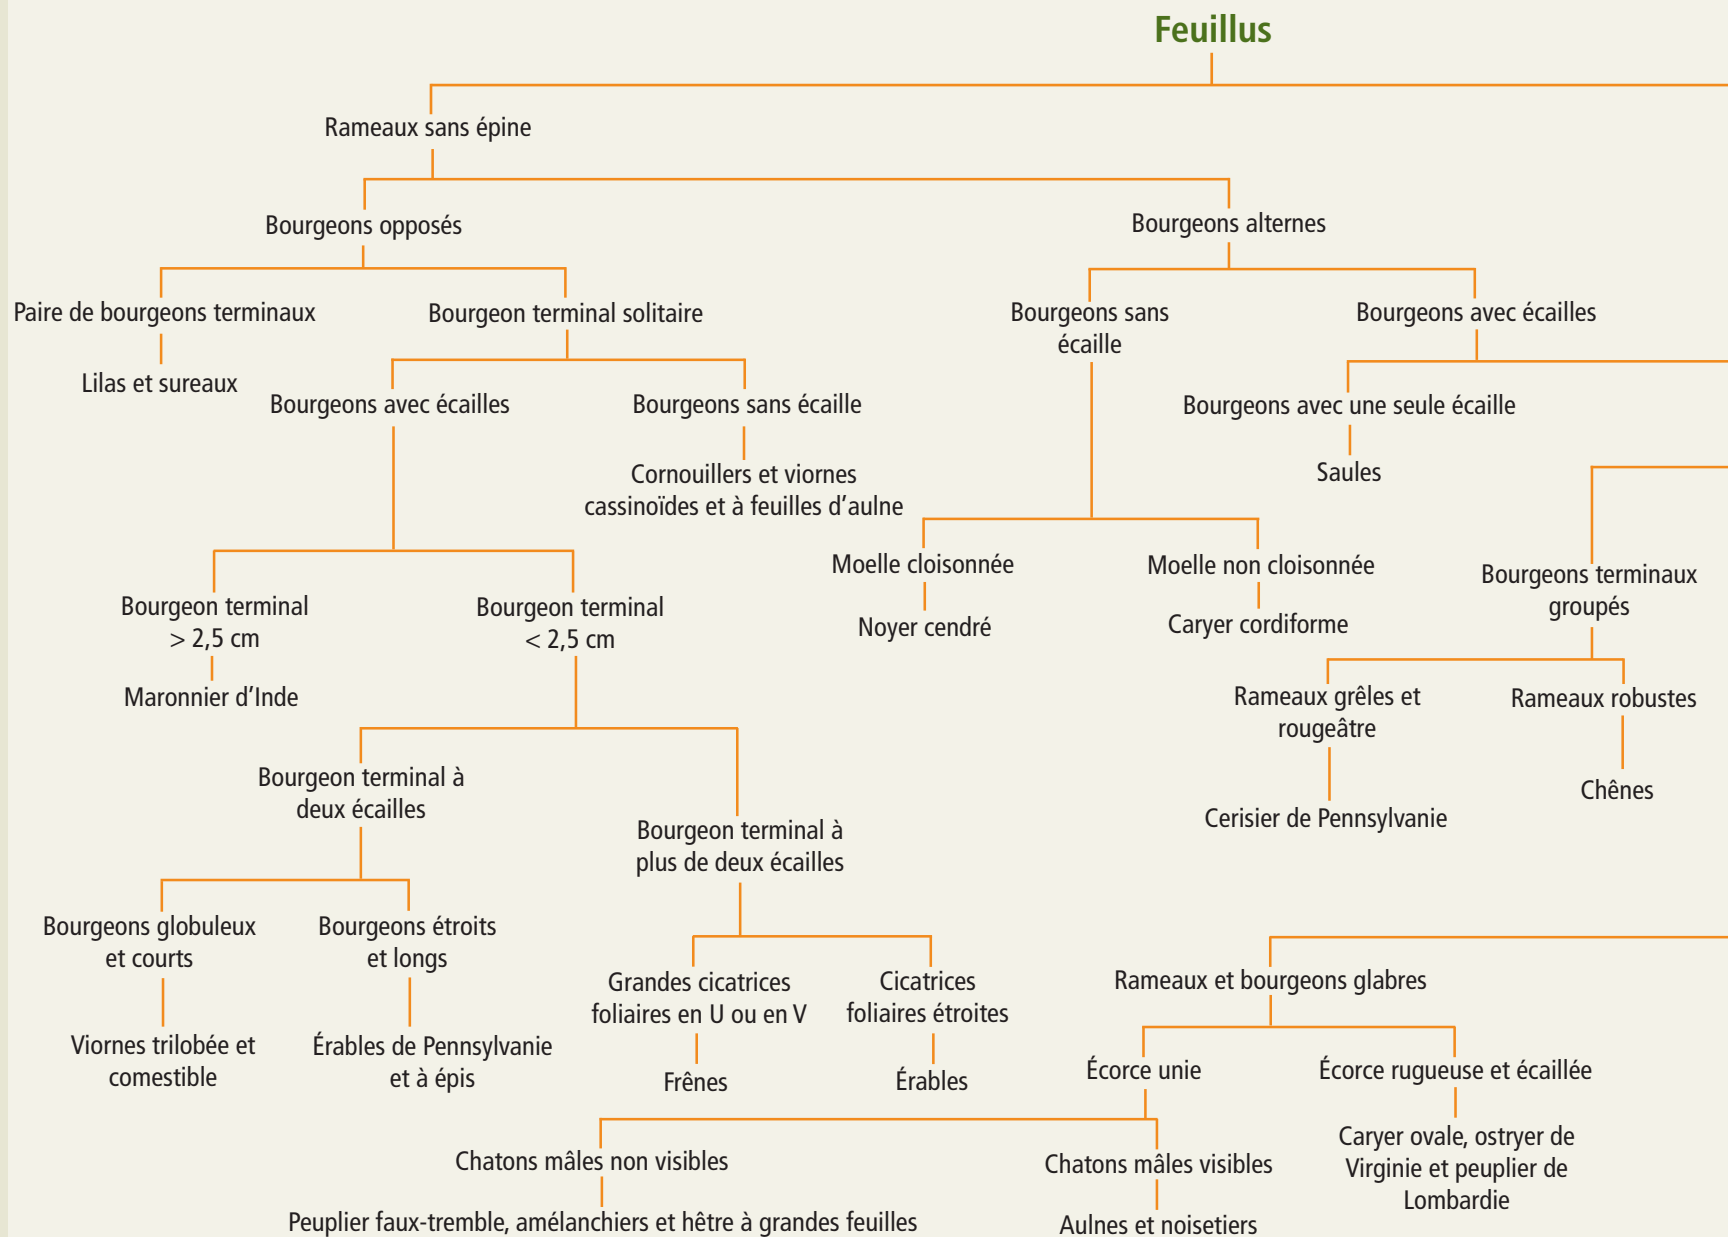 Feuillus
Rameaux sans épine
Bourgeons opposés
Bourgeons alternes
Paire de bourgeons terminaux
Bourgeon terminal solitaire
Bourgeons sans
écaille
Bourgeons avec écailles
Lilas et sureaux
Bourgeons avec écailles
Bourgeons sans écaille
Bourgeons avec une seule écaille
Cornouillers et viornes
cassinoïdes et à feuilles d'aulne
Saules
Moelle cloisonnée
Moelle non cloisonnée
Bourgeons terminaux
groupés
Bourgeon terminal
> 2,5 cm
Bourgeon terminal
< 2,5 cm
Noyer cendré
Caryer cordiforme
Maronnier d'Inde
Rameaux grêles et
rougeâtre
Rameaux robustes
Bourgeon terminal à
deux écailles
Chênes
Cerisier de Pennsylvanie
Bourgeon terminal à
plus de deux écailles
Bourgeons globuleux
et courts
Bourgeons étroits
et longs
Grandes cicatrices
foliaires en U ou en V
Cicatrices
foliaires étroites
Rameaux et bourgeons glabres
Viornes trilobée et
comestible
Érables de Pennsylvanie
et à épis
Frênes
Érables
Écorce unie
Écorce rugueuse et écaillée
Chatons mâles non visibles
Chatons mâles visibles
Caryer ovale, ostryer de
Virginie et peuplier de
Lombardie
Peuplier faux-tremble, amélanchiers et hêtre à grandes feuilles
Aulnes et noisetiers